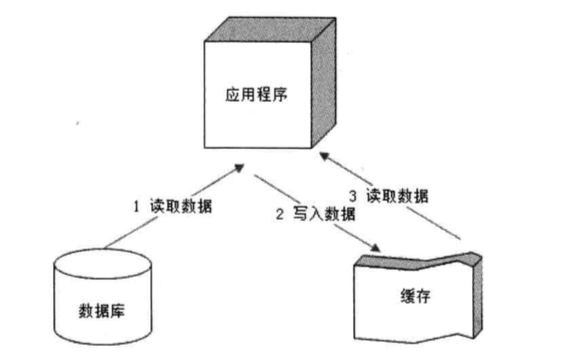 应用程序
1 读取数据
2 写入数据
3 读取数据
数据库
缓存